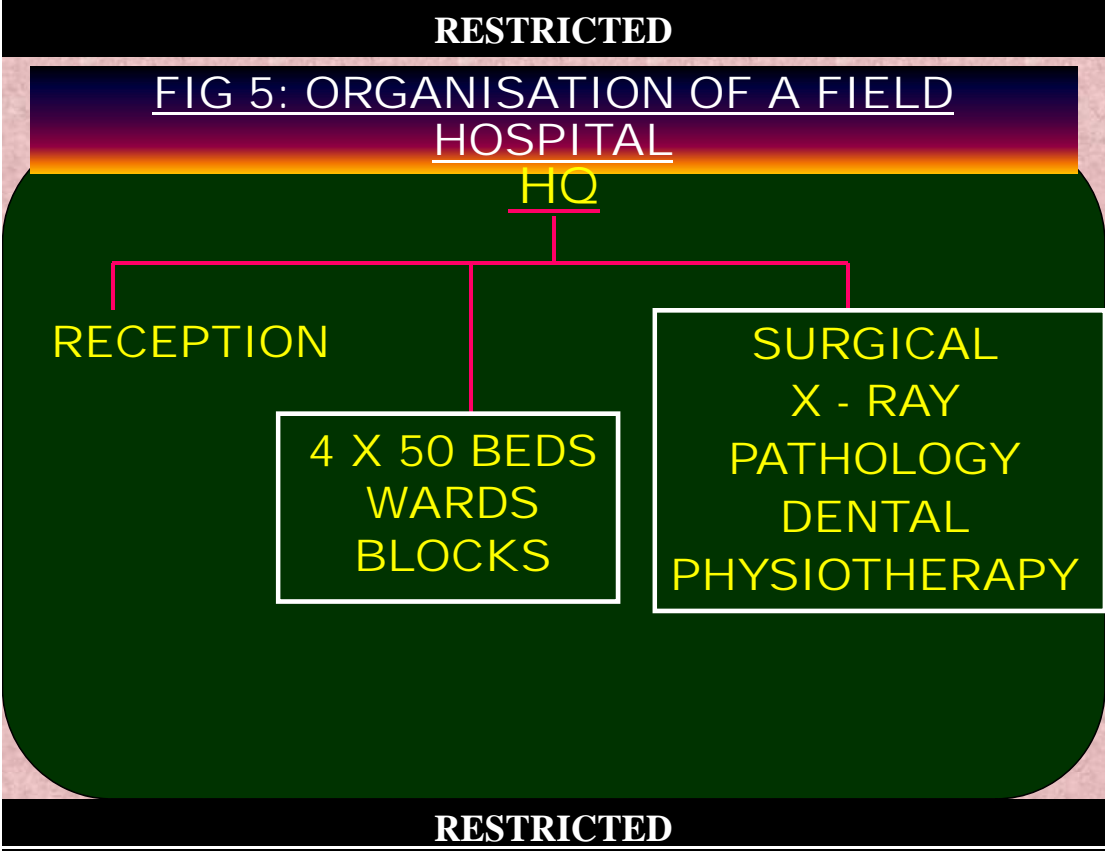 RESTRICTED
FIG 5: ORGANISATION OF A FIELD
HOSPITAL
HQ
RECEPTION
4 X 50 BEDS
WARDS
BLOCKS
SURGICAL
X - RAY
PATHOLOGY
DENTAL
PHYSIOTHERAPY
RESTRICTED